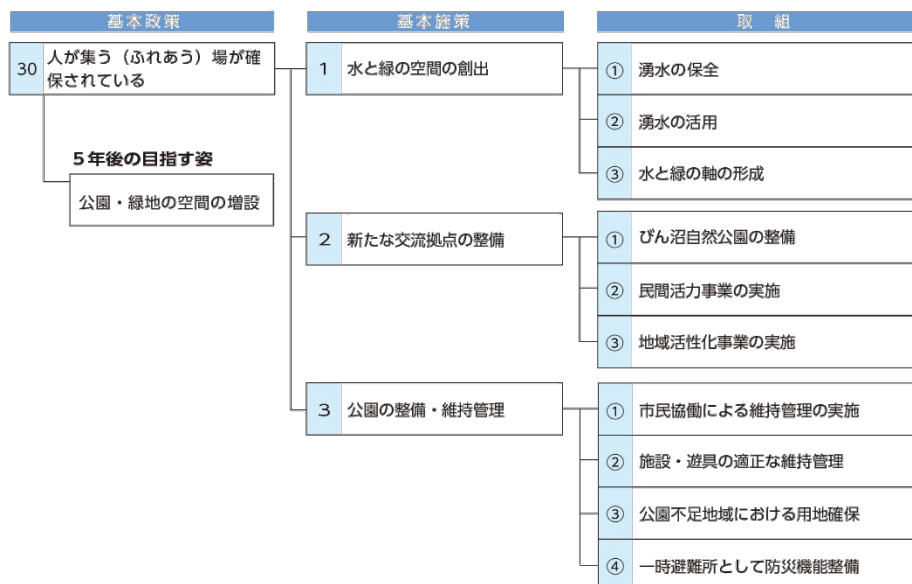 基本政策
基本施策
取 組
30 人が集う（ふれあう）場が確
保されている
5年後の目指す姿
公園・緑地の空間の増設
1 水と緑の空間の創出
① 湧水の保全
② 湧水の活用
③ 水と緑の軸の形成
2 新たな交流拠点の整備
① びん沼自然公園の整備
② 民間活力事業の実施
③ 地域活性化事業の実施
3 公園の整備・維持管理
① 市民協働による維持管理の実施
② 施設・遊具の適正な維持管理
③ 公園不足地域における用地確保
④ 一時避難所として防災機能整備